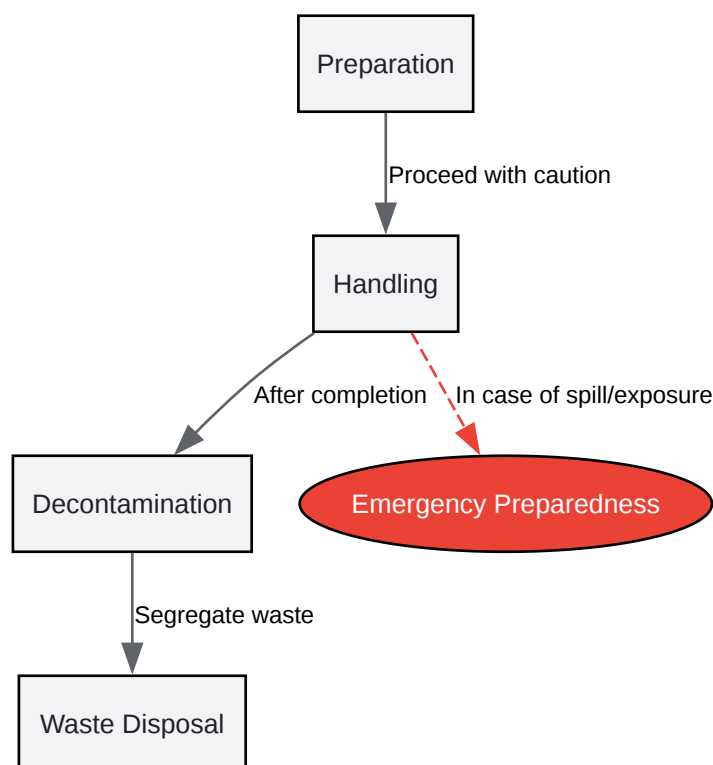 Preparation
Proceed with caution
Handling
After completion
In case of spill/exposure
Decontamination
Emergency Preparedness
Segregate waste
Waste Disposal